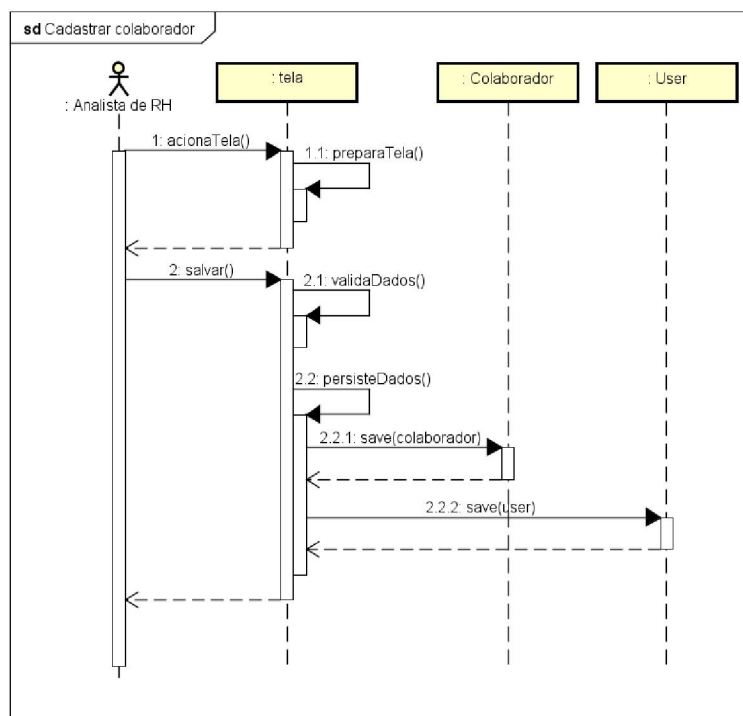 sd Cadastrar colaborador
: Analista de RH
: tela
: Colaborador
: User
1: acionaTela()
1.1: preparaTela()
2: salvar()
2.1: validaDados()
2.2: persisteDados()
2.2.1: save(colaborador)
2.2.2: save(user)